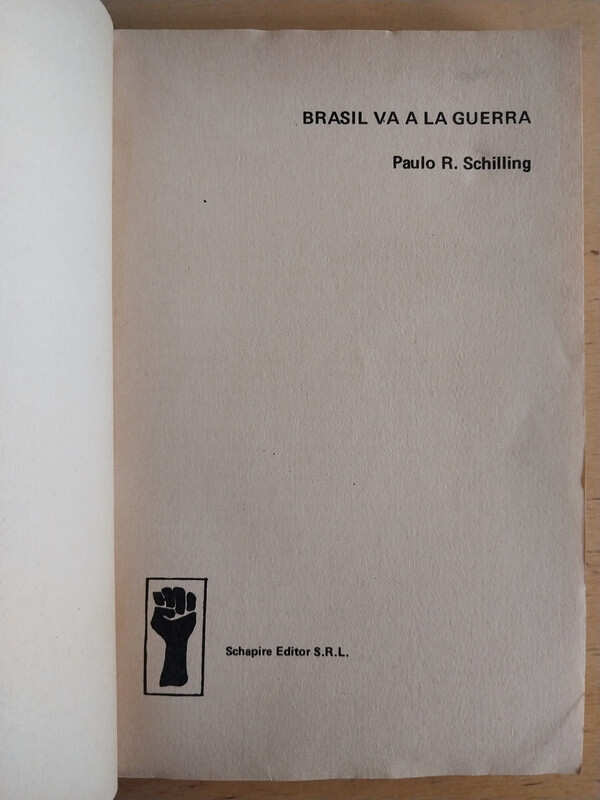 BRASIL VA A LA GUERRA
Paulo R. Schilling
Schapire Editor S.R.L.